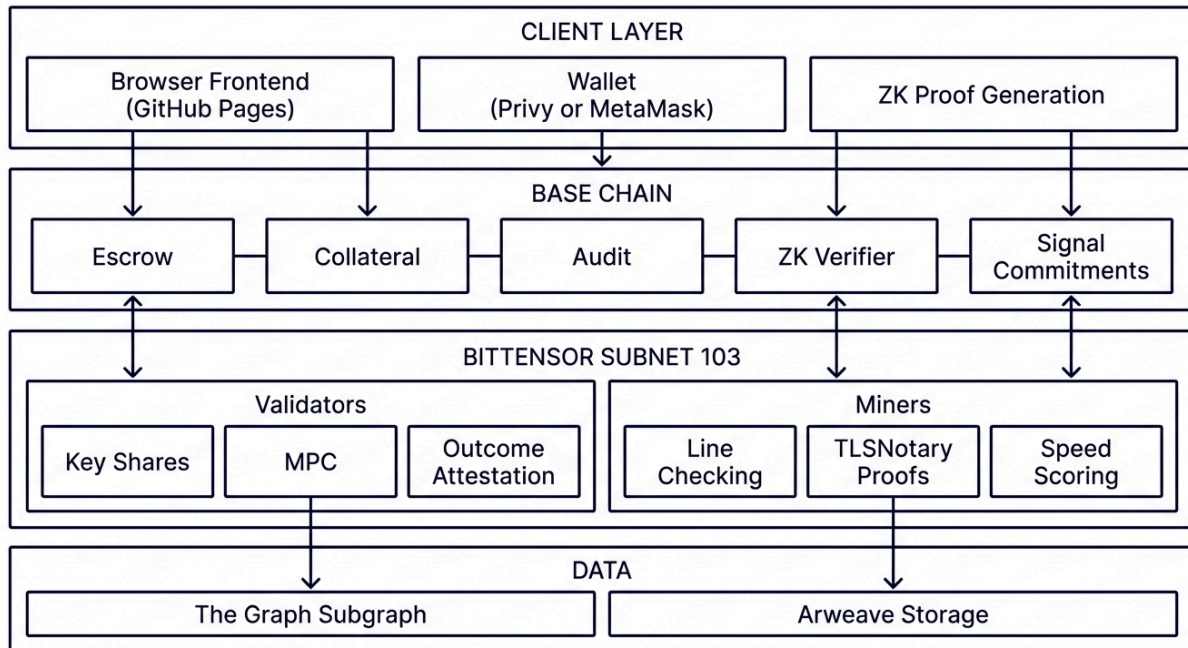 CLIENT LAYER
Browser Frontend
(GitHub Pages)
Wallet
(Privy or MetaMask)
ZK Proof Generation
BASE CHAIN
Escrow
Collateral
Audit
ZK Verifier
Signal
Commitments
BITTENSOR SUBNET 103
Validators
Key Shares
MPC
Outcome
Attestation
Miners
Line
Checking
TLSNotary
Proofs
Speed
Scoring
DATA
The Graph Subgraph
Arweave Storage